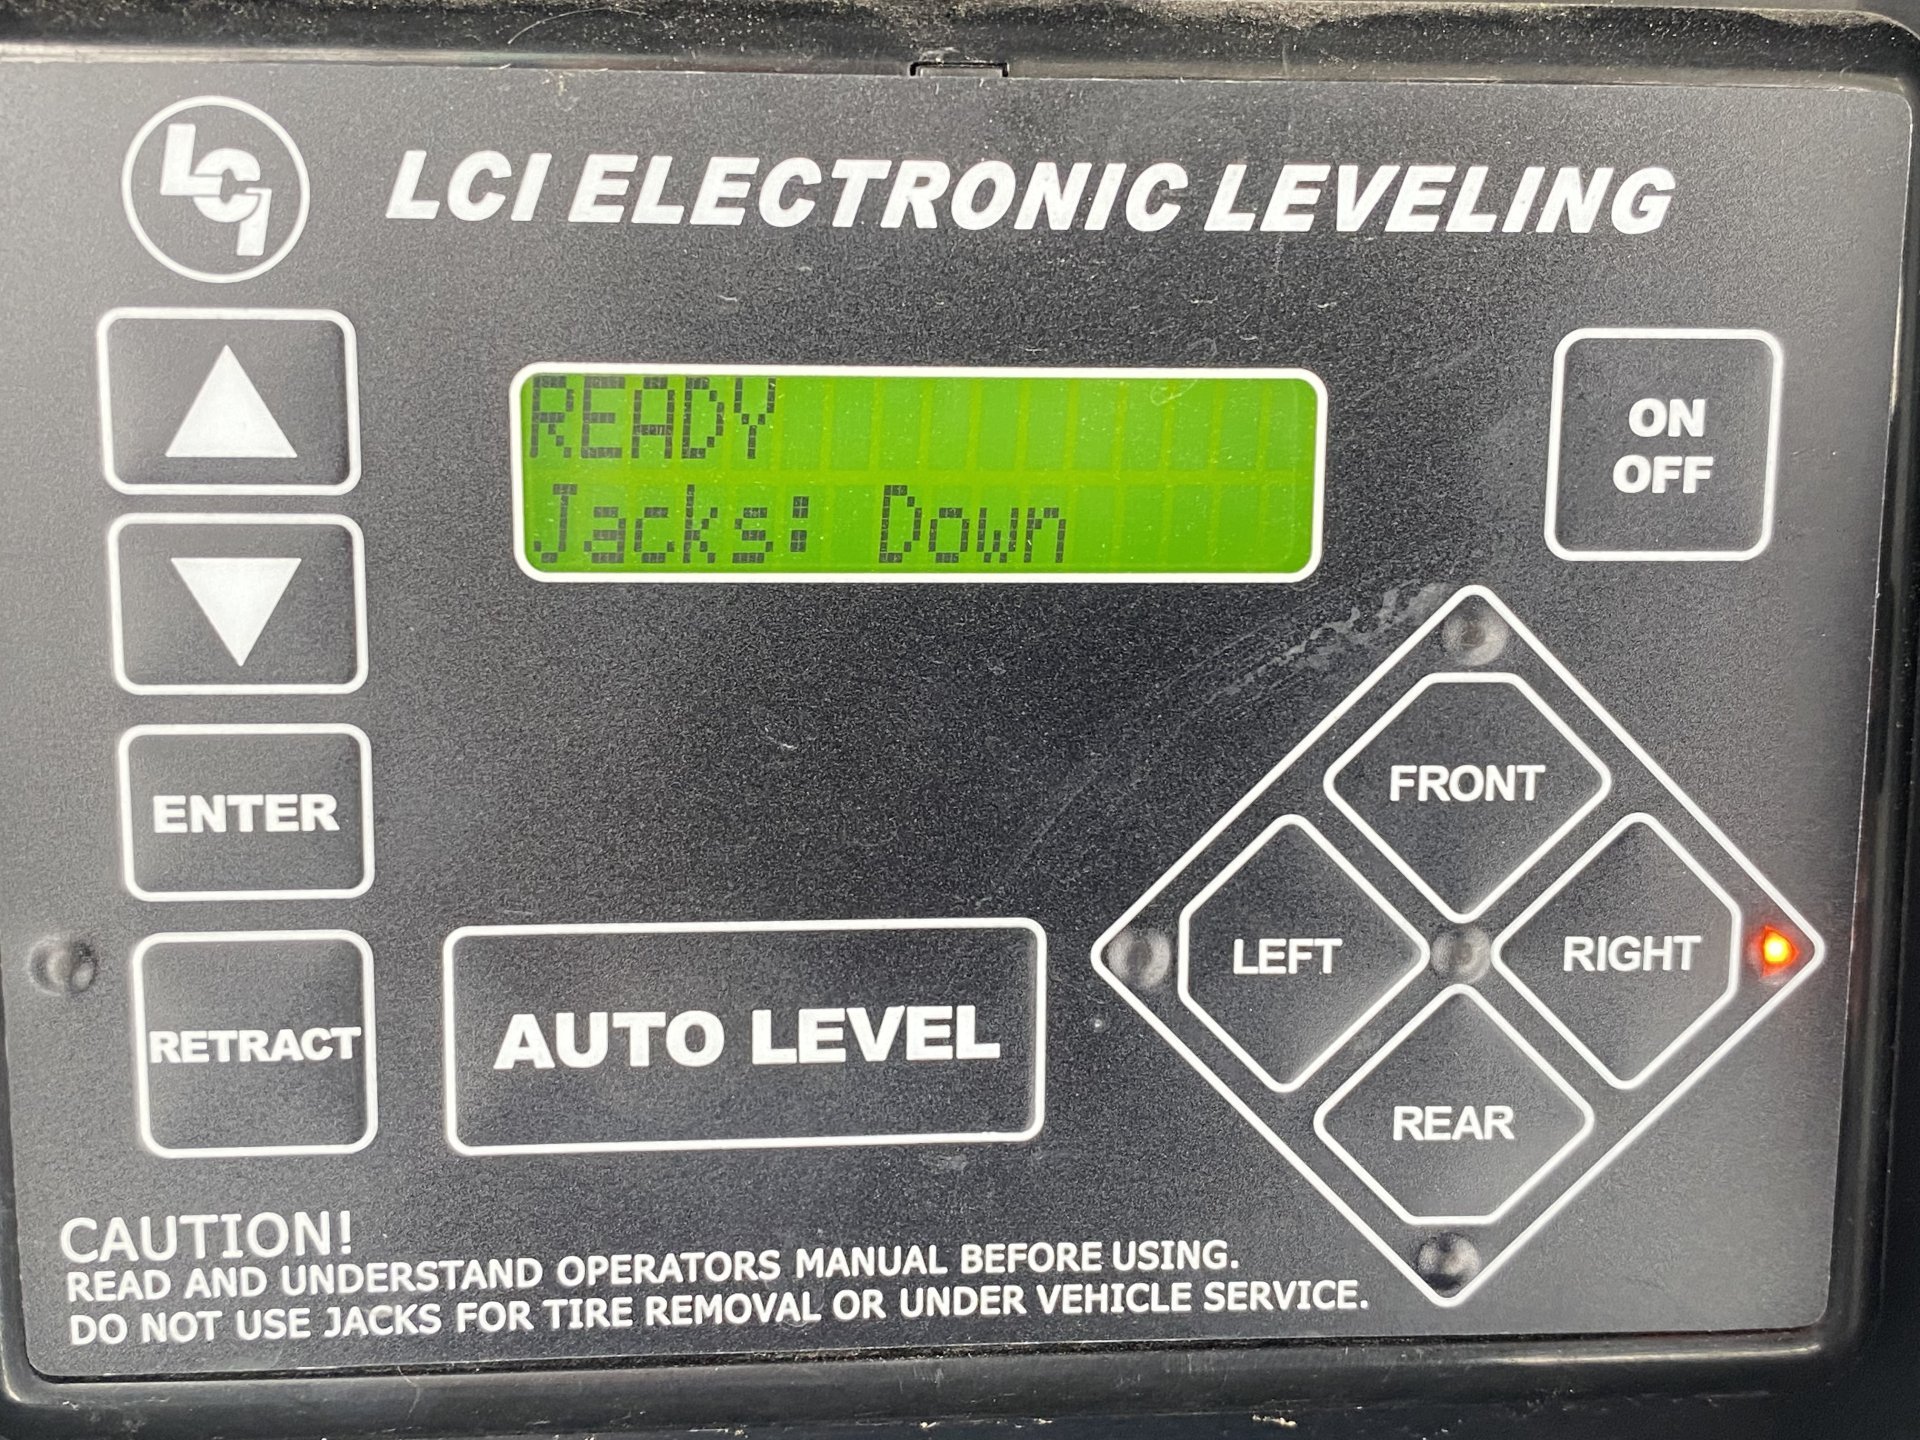 LCI
LCI ELECTRONIC LEVELING
READY
Jacks: Down
ON
OFF
ENTER
RETRACT
AUTO LEVEL
FRONT
LEFT
RIGHT
REAR
CAUTION!
READ AND UNDERSTAND OPERATORS MANUAL BEFORE USING.
DO NOT USE JACKS FOR TIRE REMOVAL OR UNDER VEHICLE SERVICE.